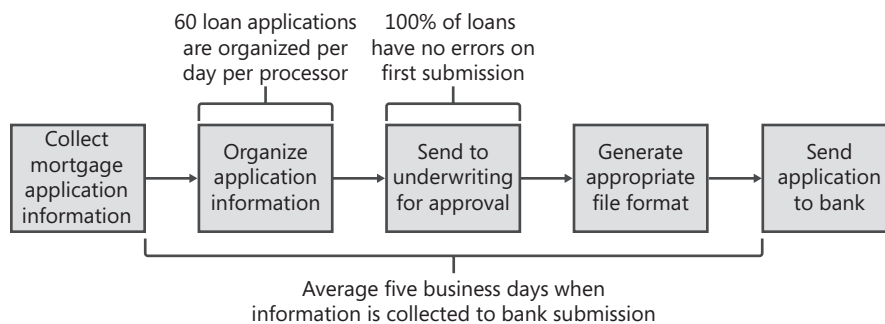 60 loan applications
are organized per
day per processor
100% of loans
have no errors on
first submission
Collect
mortgage
application
information
Organize
application
information
Send to
underwriting
for approval
Generate
appropriate
file format
Send
application
to bank
Average five business days when
information is collected to bank submission